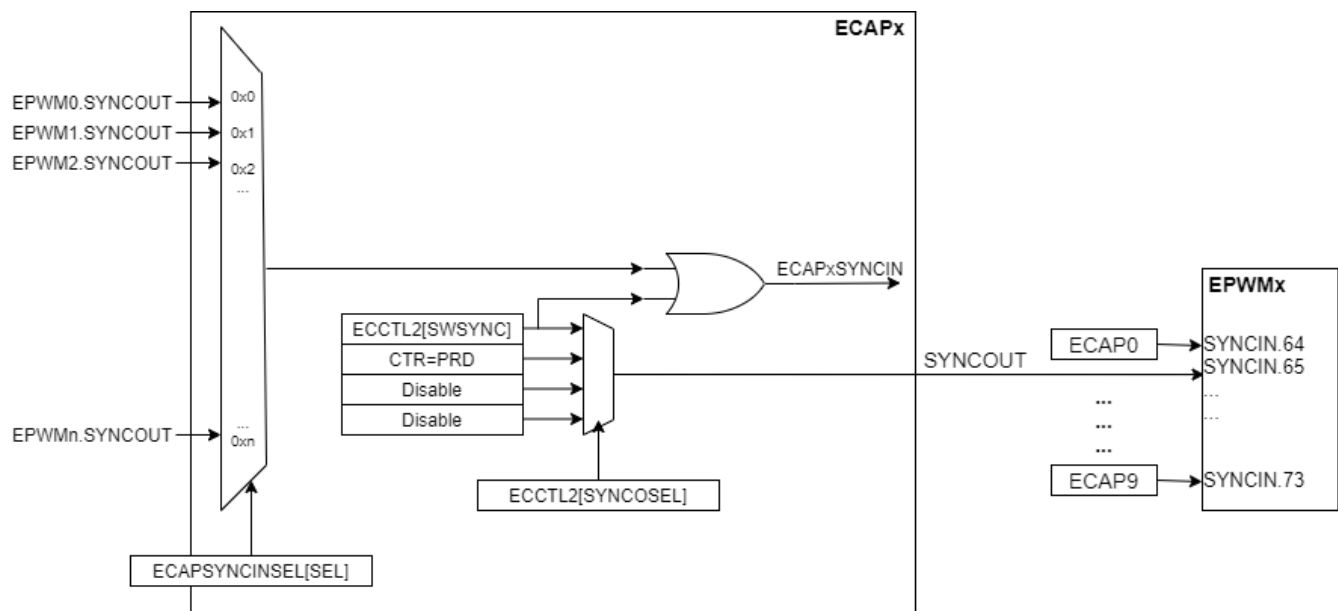 ECAPx
EPWM0.SYNCOUT
0x0
EPWM1.SYNCOUT
0x1
EPWM2.SYNCOUT
0x2
...
ECAPxSYNCIN
EPWMx
ECCTL2[SWSYNC]
CTR=PRD
Disable
Disable
SYNCOUT
ECAP0
SYNCIN.64
SYNCIN.65
...
...
...
...
...
EPWMn.SYNCOUT
...
0xn
ECAP9
SYNCIN.73
ECCTL2[SYNCOSEL]
ECAPSYNCINSEL[SEL]